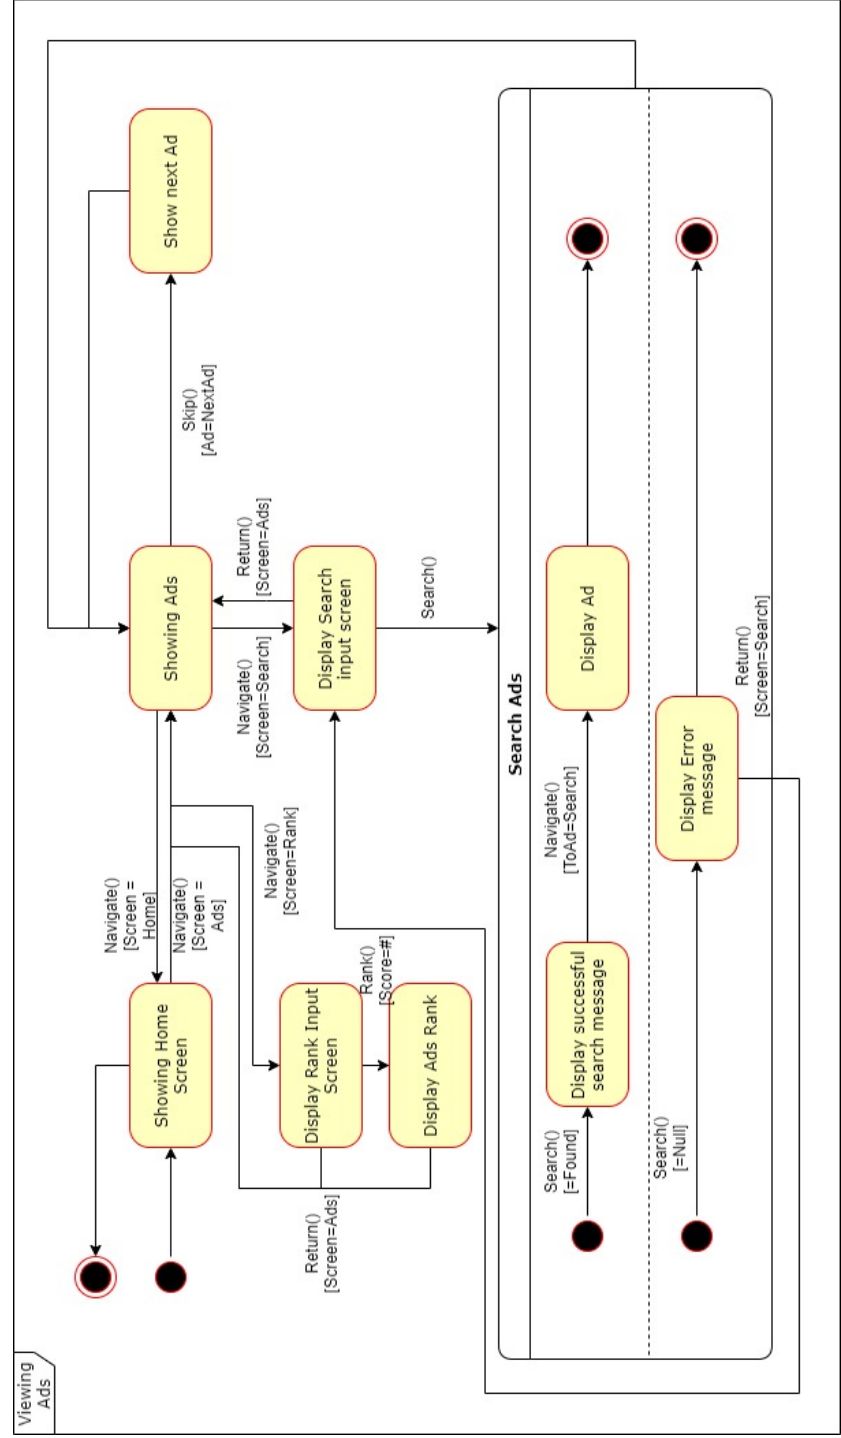 Viewing
Ads
Showing Home
Screen
Navigate()
[Screen =
Home]
Navigate()
[Screen =
Ads]
Showing Ads
Skip()
[Ad=NextAd]
Show next Ad
Navigate()
[Screen=Rank]
Display Rank Input
Screen
Rank()
[Score=#]
Display Ads Rank
Return()
[Screen=Ads]
Navigate()
[Screen=Search]
Return()
[Screen=Ads]
Display Search
input screen
Search()
Search Ads
Search()
[=Found]
Display successful
search message
Navigate()
[ToAd=Search]
Display Ad
Search()
[=Null]
Display Error
message
Return()
[Screen=Search]